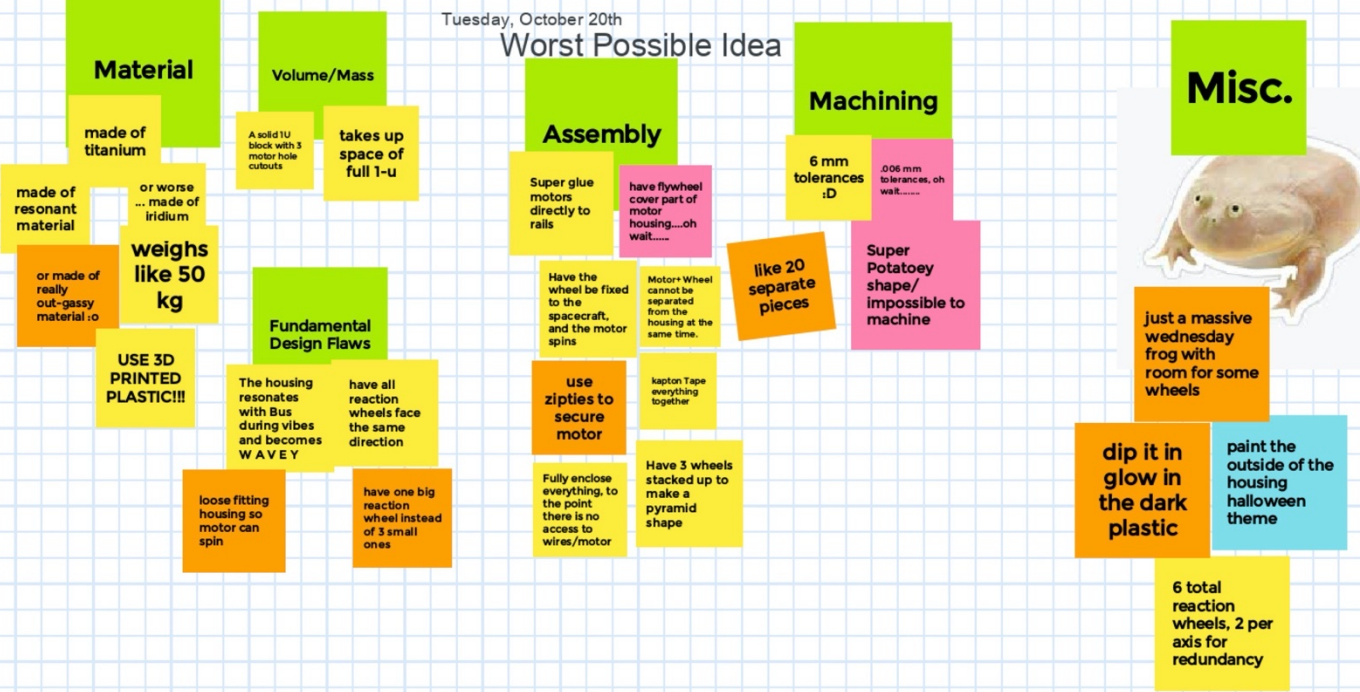 Tuesday, October 20th
Worst Possible Idea
Material
made of
titanium
made of
resonant
material
or worse
... made of
iridium
weighs
like 50
kg
or made of
really
out-gassy
material :o
USE 3D
PRINTED
PLASTIC!!!
Volume/Mass
A solid 1U
block with 3
motor hole
cutouts
takes up
space of
full 1-u
Fundamental
Design Flaws
The housing
resonates
with Bus
during vibes
and becomes
W A V E Y
have all
reaction
wheels face
the same
direction
loose fitting
housing so
motor can
spin
have one big
reaction
wheel instead
of 3 small
ones
Assembly
Super glue
motors
directly to
rails
have flywheel
cover part of
motor
housing....oh
wait......
Have the
wheel be fixed
to the
spacecraft,
and the motor
spins
Motor+ Wheel
cannot be
separated
from the
housing at the
same time.
use
zipties to
secure
motor
kapton Tape
everything
together
Fully enclose
everything, to
the point
there is no
access to
wires/motor
Have 3 wheels
stacked up to
make a
pyramid
shape
Machining
6 mm
tolerances
:D
.006 mm
tolerances, oh
wait........
like 20
separate
pieces
Super
Potatoey
shape/
impossible to
machine
Misc.
just a massive
wednesday
frog with
room for some
wheels
dip it in
glow in
the dark
plastic
paint the
outside of the
housing
halloween
theme
6 total
reaction
wheels, 2 per
axis for
redundancy